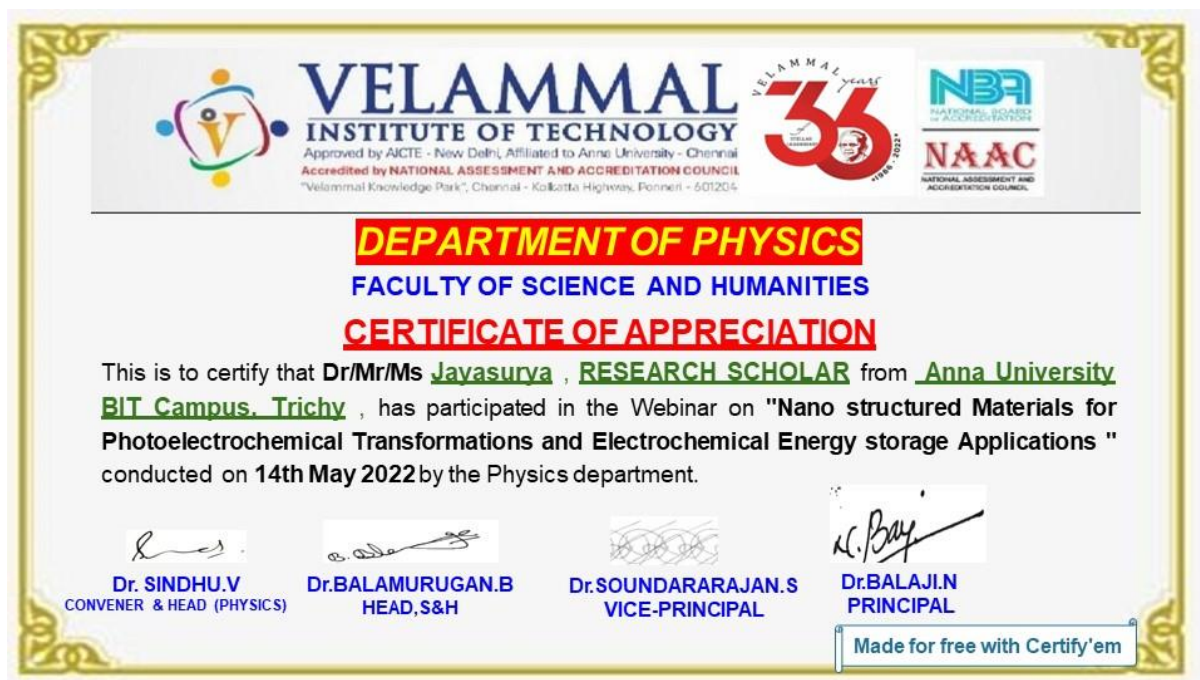 VELAMMAL
INSTITUTE OF TECHNOLOGY
Approved by AICTE - New Delhi, Affiliated to Anna University - Chennai
Accredited by NATIONAL ASSESSMENT AND ACCREDITATION COUNCIL
"Velammal Knowledge Park", Chennai - Kolkatta Highway, Ponneri - 601204
VELAMMAL years
36
*1986 - 2022*
NBA
NATIONAL BOARD
of ACCREDITATION
NAAC
NATIONAL ASSESSMENT AND
ACCREDITATION COUNCIL
DEPARTMENT OF PHYSICS
FACULTY OF SCIENCE AND HUMANITIES
CERTIFICATE OF APPRECIATION
This is to certify that Dr/Mr/Ms Jayasurya , RESEARCH SCHOLAR from Anna University
BIT Campus, Trichy , has participated in the Webinar on "Nano structured Materials for
Photoelectrochemical Transformations and Electrochemical Energy storage Applications "
conducted on 14th May 2022 by the Physics department.
Dr. SINDHU.V
CONVENER & HEAD (PHYSICS)
Dr.BALAMURUGAN.B
HEAD,S&H
Dr.SOUNDARARAJAN.S
VICE-PRINCIPAL
Dr.BALAJI.N
PRINCIPAL
Made for free with Certify'em